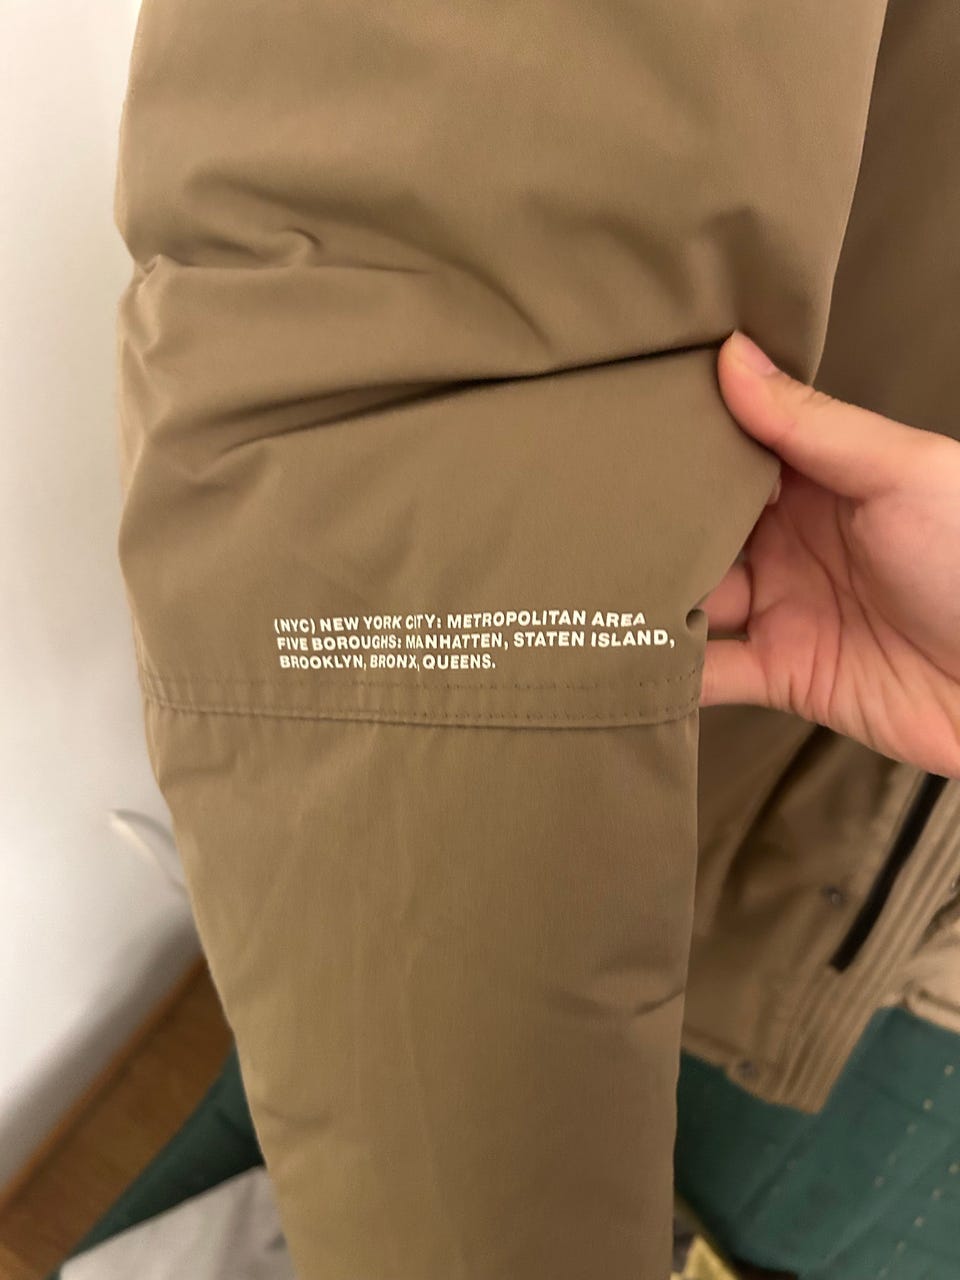 (NYC) NEW YORK CITY: METROPOLITAN AREA
FIVE BOROUGHS: MANHATTEN, STATEN ISLAND,
BROOKLYN, BRONX, QUEENS.